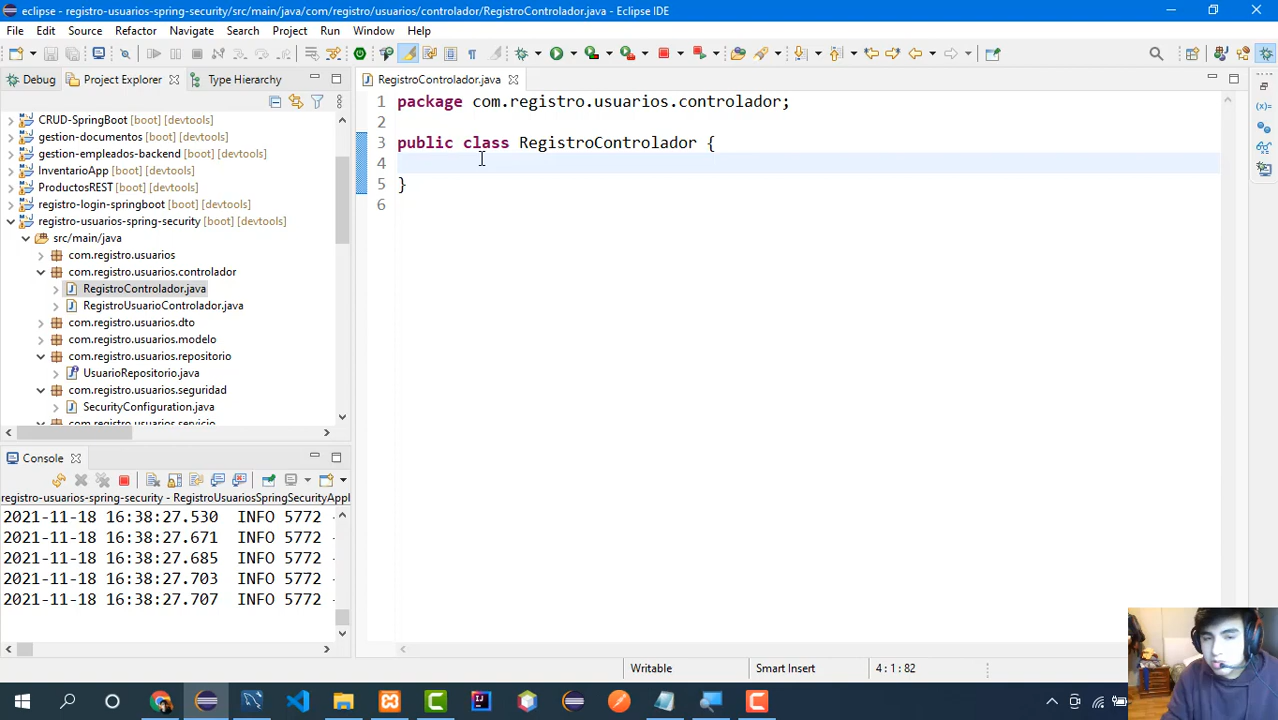 eclipse - registro-usuarios-spring-security/src/main/java/com/registro/usuarios/controlador/RegistroControlador.java - Eclipse IDE
File Edit Source Refactor Navigate Search Project Run Window Help
Debug Project Explorer Type Hierarchy
RegistroControlador.java
CRUD-SpringBoot [boot] [devtools]
gestion-documentos [boot] [devtools]
gestion-empleados-backend [boot] [devtools]
InventarioApp [boot] [devtools]
ProductosREST [boot] [devtools]
registro-login-springboot [boot] [devtools]
registro-usuarios-spring-security [boot] [devtools]
src/main/java
com.registro.usuarios
com.registro.usuarios.controlador
RegistroControlador.java
RegistroUsuarioControlador.java
com.registro.usuarios.dto
com.registro.usuarios.modelo
com.registro.usuarios.repositorio
UsuarioRepositorio.java
com.registro.usuarios.seguridad
SecurityConfiguration.java
com.registro.usuarios.servicio
1 package com.registro.usuarios.controlador;
2
3 public class RegistroControlador {
4
5 }
6
Console
registro-usuarios-spring-security - RegistroUsuariosSpringSecurityAppl
2021-11-18 16:38:27.530 INFO 5772 -
2021-11-18 16:38:27.671 INFO 5772 -
2021-11-18 16:38:27.685 INFO 5772 -
2021-11-18 16:38:27.703 INFO 5772 -
2021-11-18 16:38:27.707 INFO 5772 -
Writable Smart Insert 4:1:82